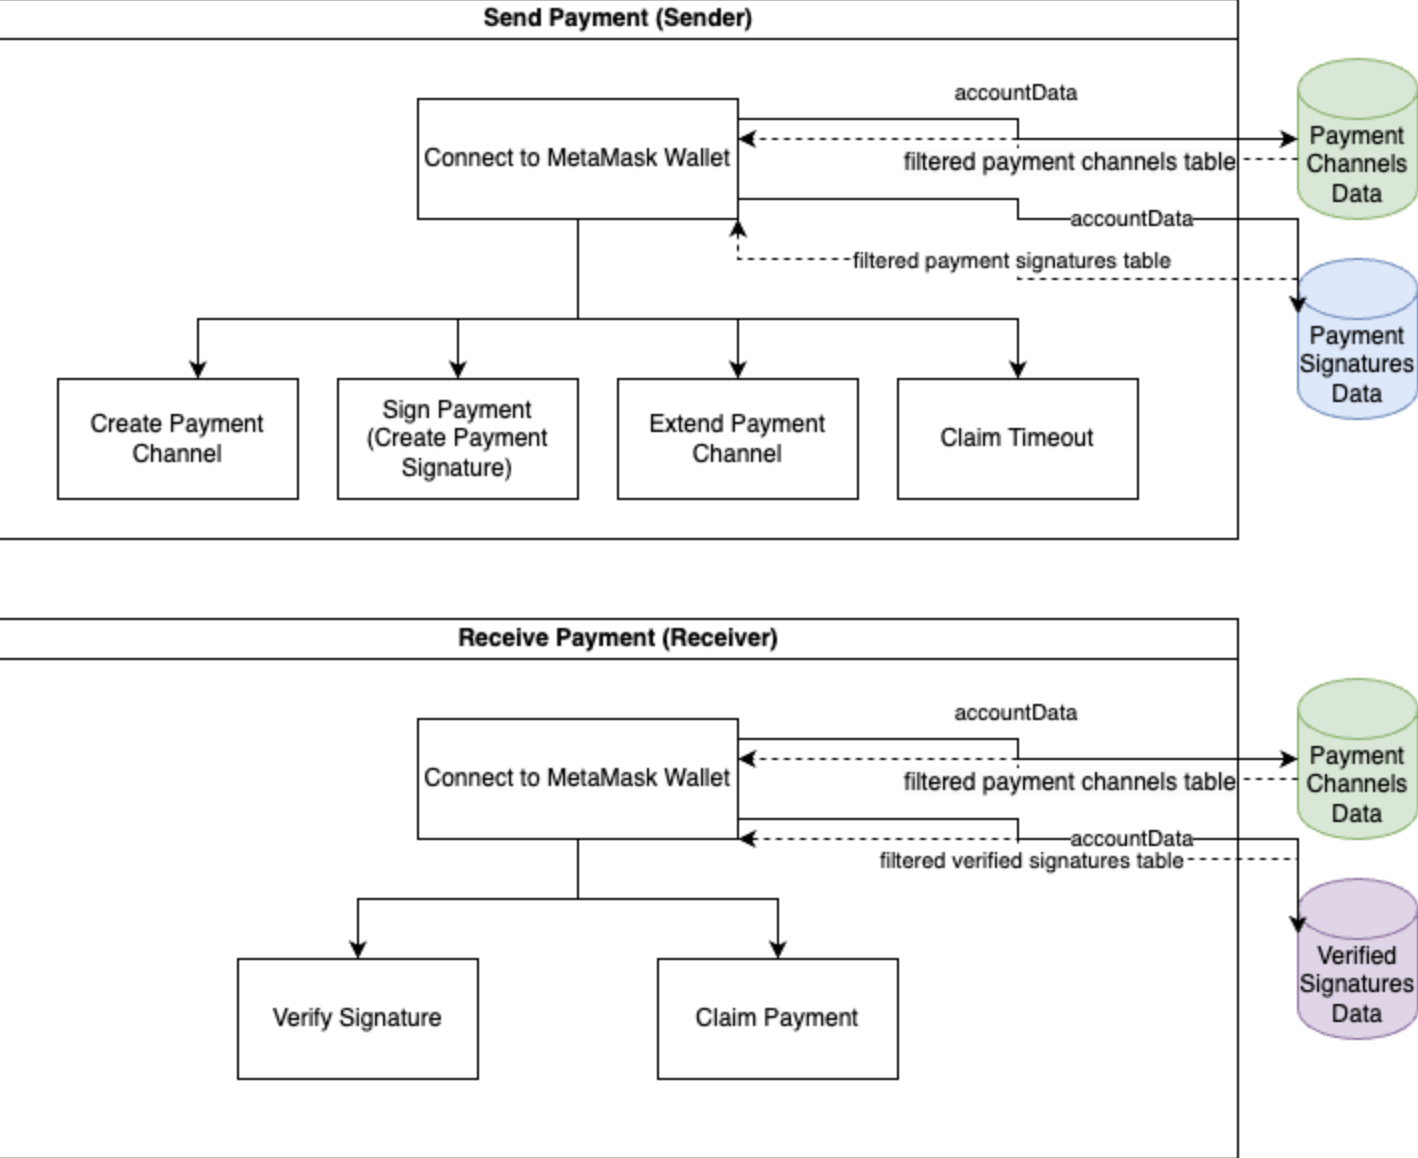 Send Payment (Sender)
accountData
Connect to MetaMask Wallet
filtered payment channels table
Payment
Channels
Data
accountData
filtered payment signatures table
Payment
Signatures
Data
Create Payment
Channel
Sign Payment
(Create Payment
Signature)
Extend Payment
Channel
Claim Timeout
Receive Payment (Receiver)
accountData
Connect to MetaMask Wallet
filtered payment channels table
Payment
Channels
Data
accountData
filtered verified signatures table
Verified
Signatures
Data
Verify Signature
Claim Payment